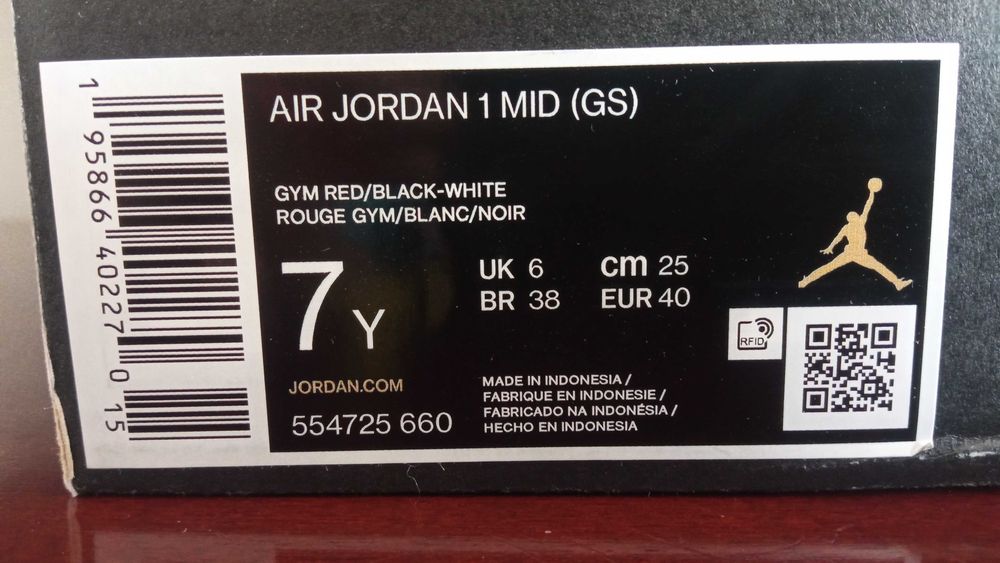 1 95866 40227 0 15
AIR JORDAN 1 MID (GS)
GYM RED/BLACK-WHITE
ROUGE GYM/BLANC/NOIR
7 Y
UK 6 cm 25
BR 38 EUR 40
JORDAN.COM
554725 660
MADE IN INDONESIA /
FABRIQUE EN INDONESIE /
FABRICADO NA INDONÉSIA /
HECHO EN INDONESIA
RFID